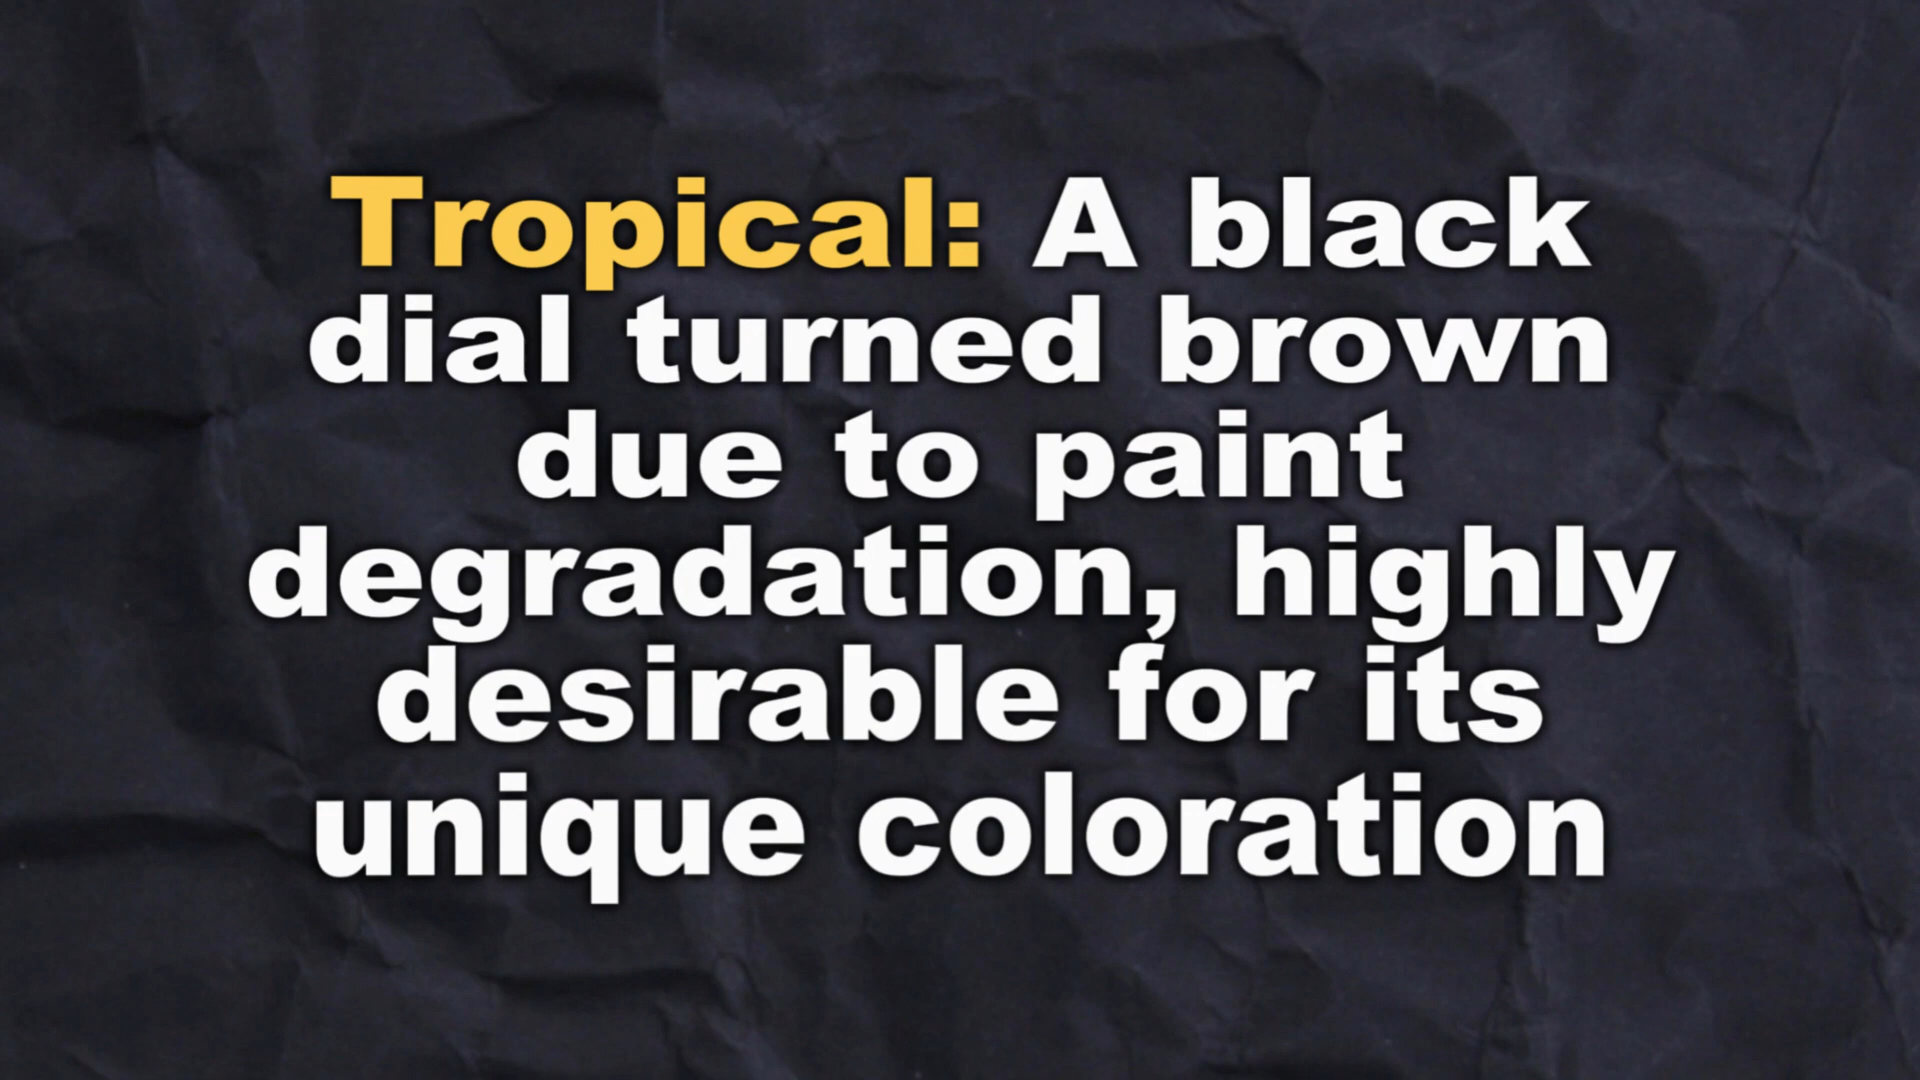 Tropical: A black
dial turned brown
due to paint
degradation, highly
desirable for its
unique coloration